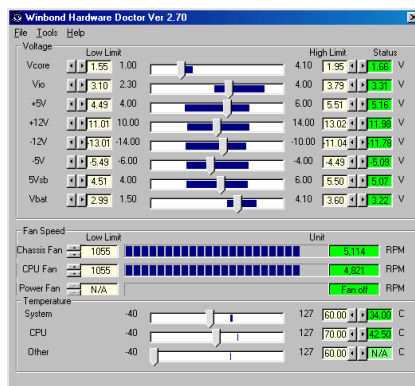 Winbond Hardware Doctor Ver 2.70
File Tools Help
Voltage
Low Limit High Limit Status
Vcore 1.55 1.00 4.10 1.95 1.66 V
Vio 3.10 2.30 4.00 3.79 3.31 V
+5V 4.49 4.00 6.00 5.51 5.16 V
+12V 11.01 10.00 14.00 13.02 11.98 V
-12V -13.01 -14.00 -10.00 -11.04 -11.78 V
-5V -5.49 -6.00 -4.00 -4.49 -5.09 V
5Vsb 4.51 4.00 6.00 5.50 5.07 V
Vbat 2.99 1.50 4.10 3.60 3.22 V
Fan Speed
Low Limit Unit
Chassis Fan 1055 5,114 RPM
CPU Fan 1055 4,821 RPM
Power Fan N/A Fan off RPM
Temperature
System -40 127 60.00 34.00 C
CPU -40 127 70.00 42.50 C
Other -40 127 60.00 N/A C